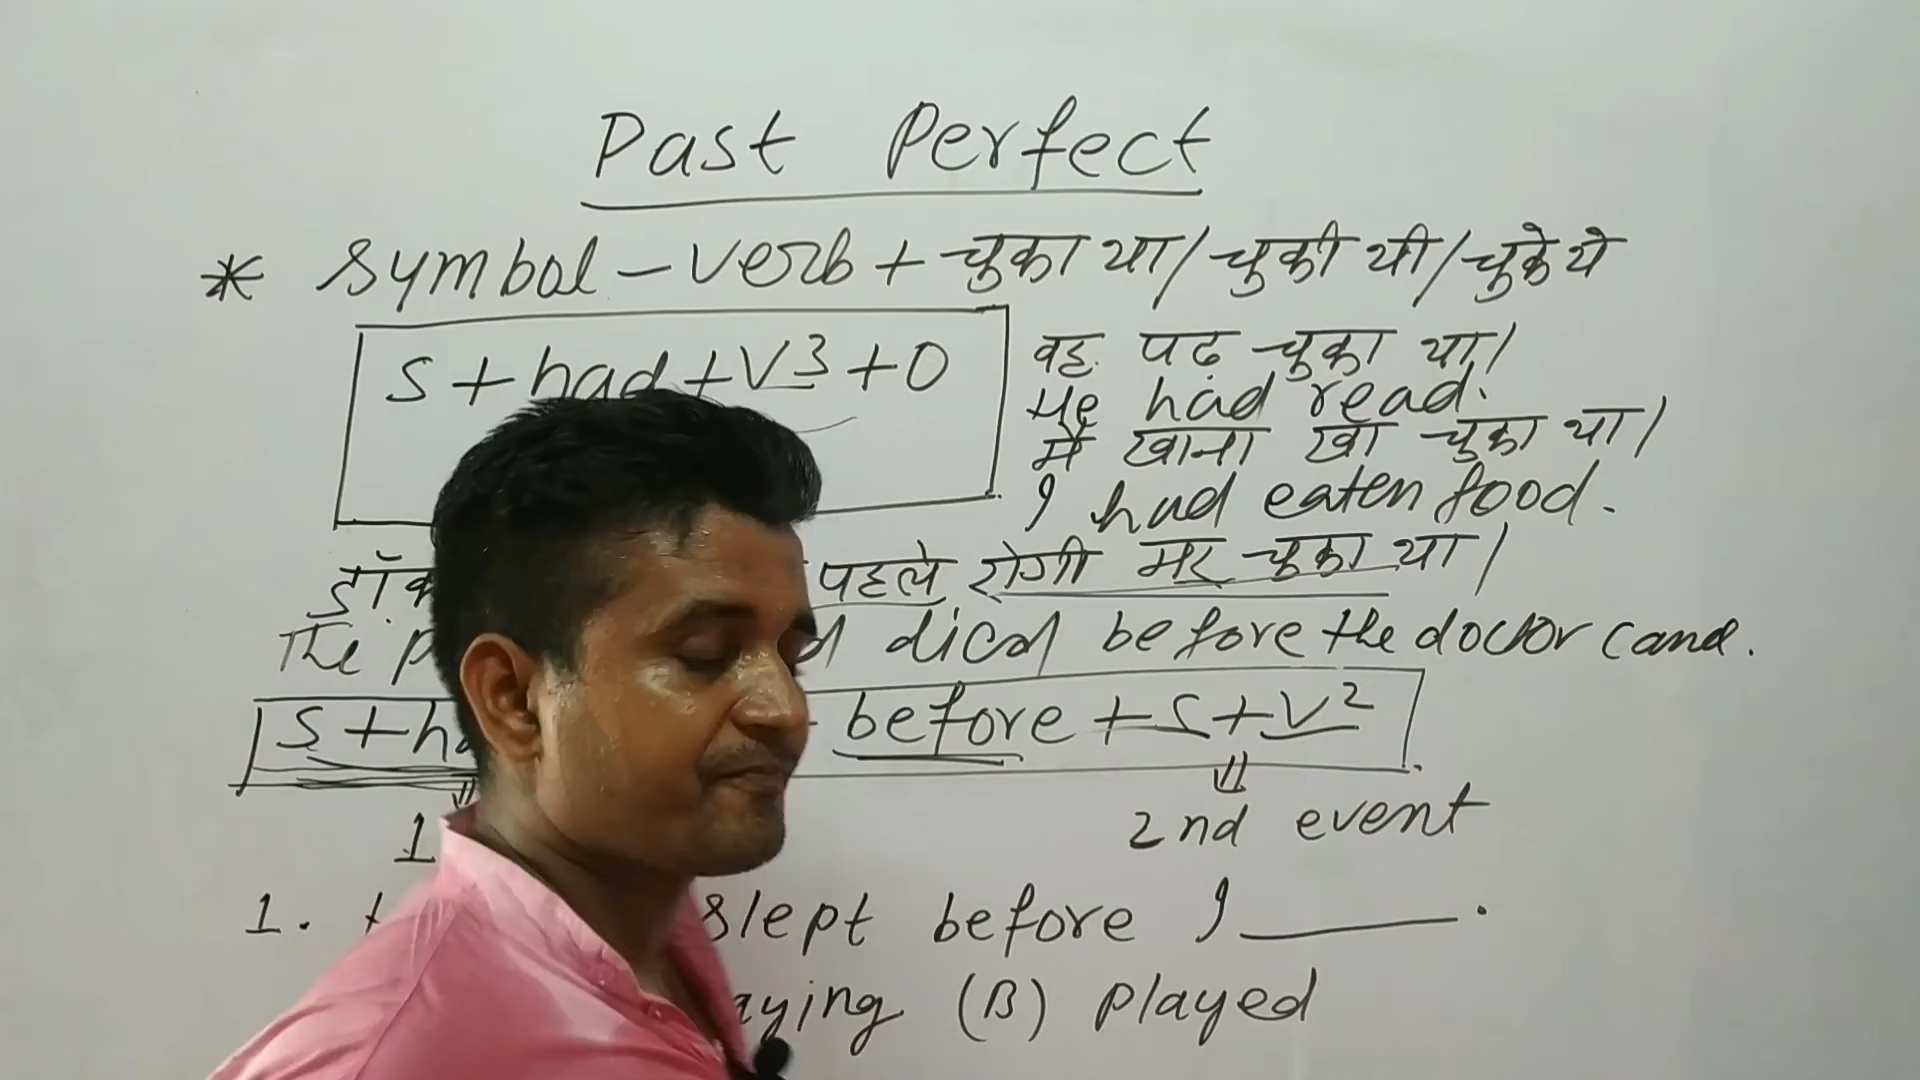 Past Perfect
* Symbol - verb + चुका था / चुकी थी / चुके थे
S + had + V3 + O
वह पढ़ चुका था।
He had read.
मैं खाना खा चुका था।
I had eaten food.
पहले रोगी मर चुका था।
The before the doctor came.
S + before + S + V2
1 2nd event
1. slept before I ______.
(B) played